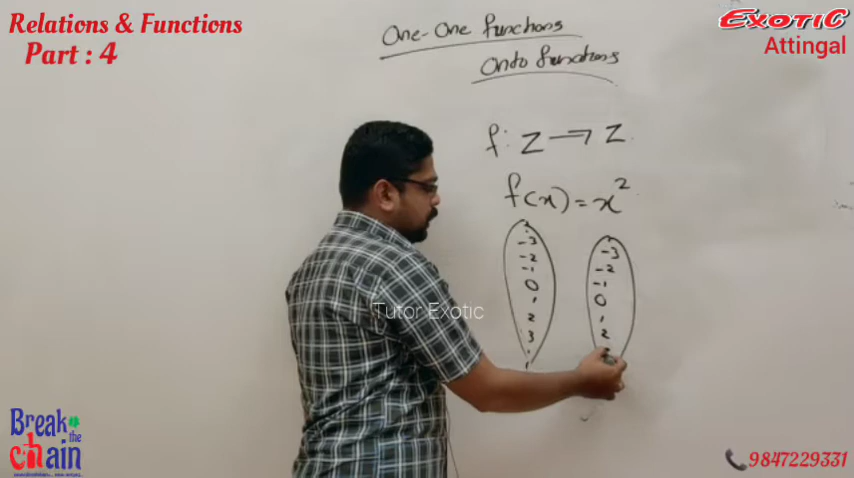 Relations & Functions
Part : 4
EXOTIC
Attingal
One-One functions
Onto functions
f: Z → Z
f(x) = x²
-3
-2
-1
0
1
2
3
-3
-2
-1
0
1
2
Tutor Exotic
Break
the
chain
9847229331